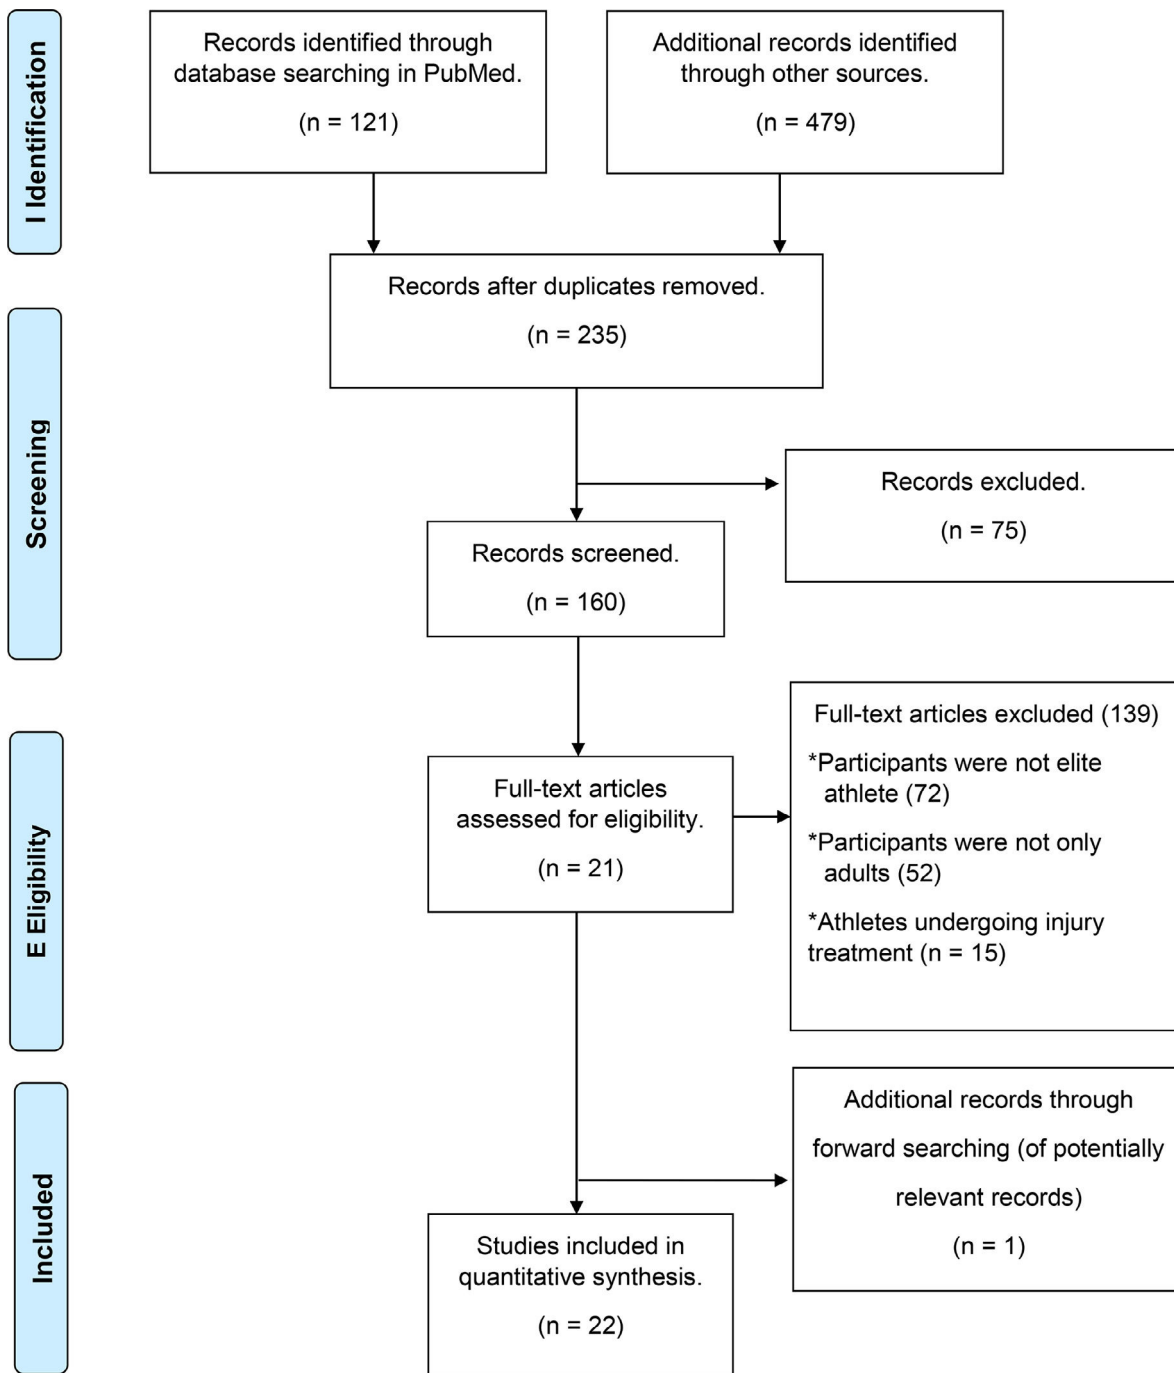 I Identification
Records identified through
database searching in PubMed.
(n = 121)
Additional records identified
through other sources.
(n = 479)
Records after duplicates removed.
(n = 235)
Screening
Records excluded.
(n = 75)
Records screened.
(n = 160)
E Eligibility
Full-text articles
assessed for eligibility.
(n = 21)
Full-text articles excluded (139)
*Participants were not elite
athlete (72)
*Participants were not only
adults (52)
*Athletes undergoing injury
treatment (n = 15)
Included
Additional records through
forward searching (of potentially
relevant records)
(n = 1)
Studies included in
quantitative synthesis.
(n = 22)